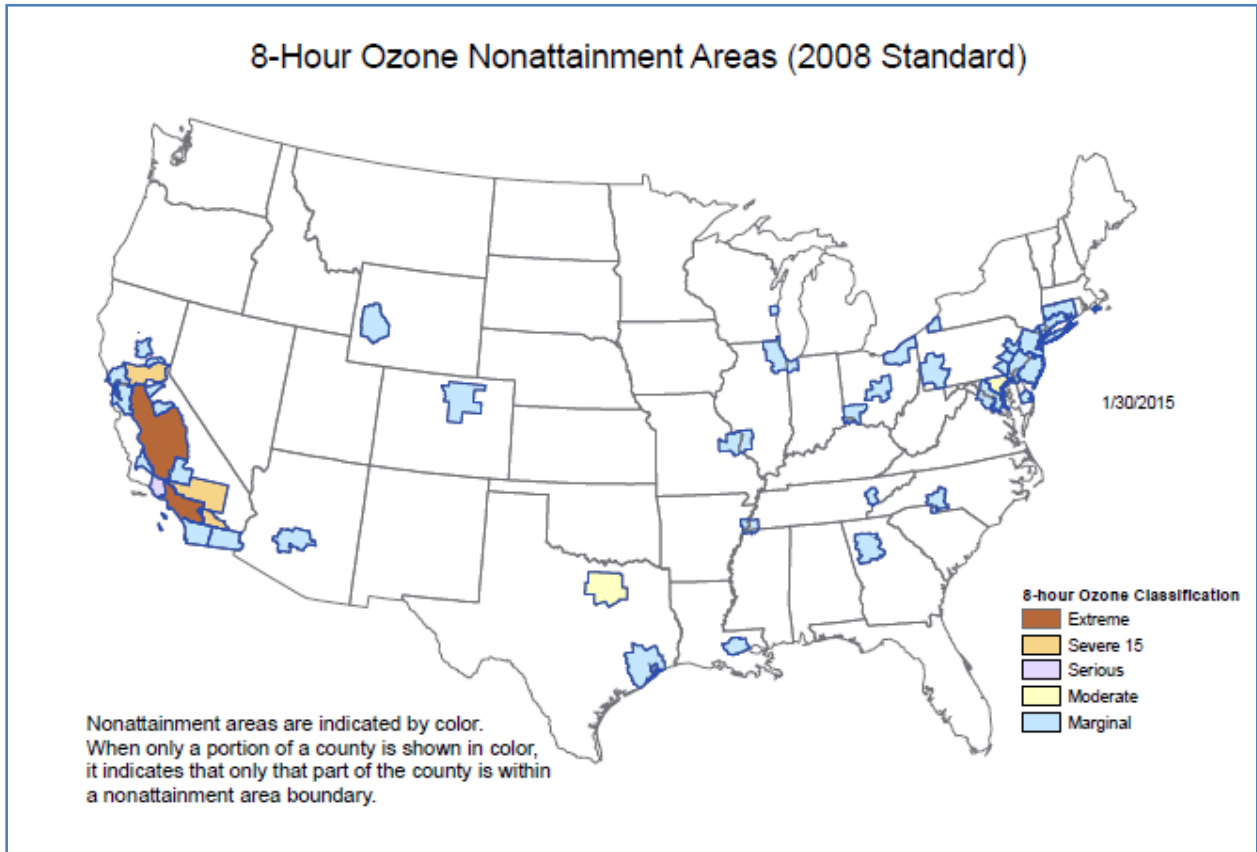 8-Hour Ozone Nonattainment Areas (2008 Standard)
1/30/2015
8-hour Ozone Classification
Extreme
Severe 15
Serious
Moderate
Marginal
Nonattainment areas are indicated by color.
When only a portion of a county is shown in color,
it indicates that only that part of the county is within
a nonattainment area boundary.